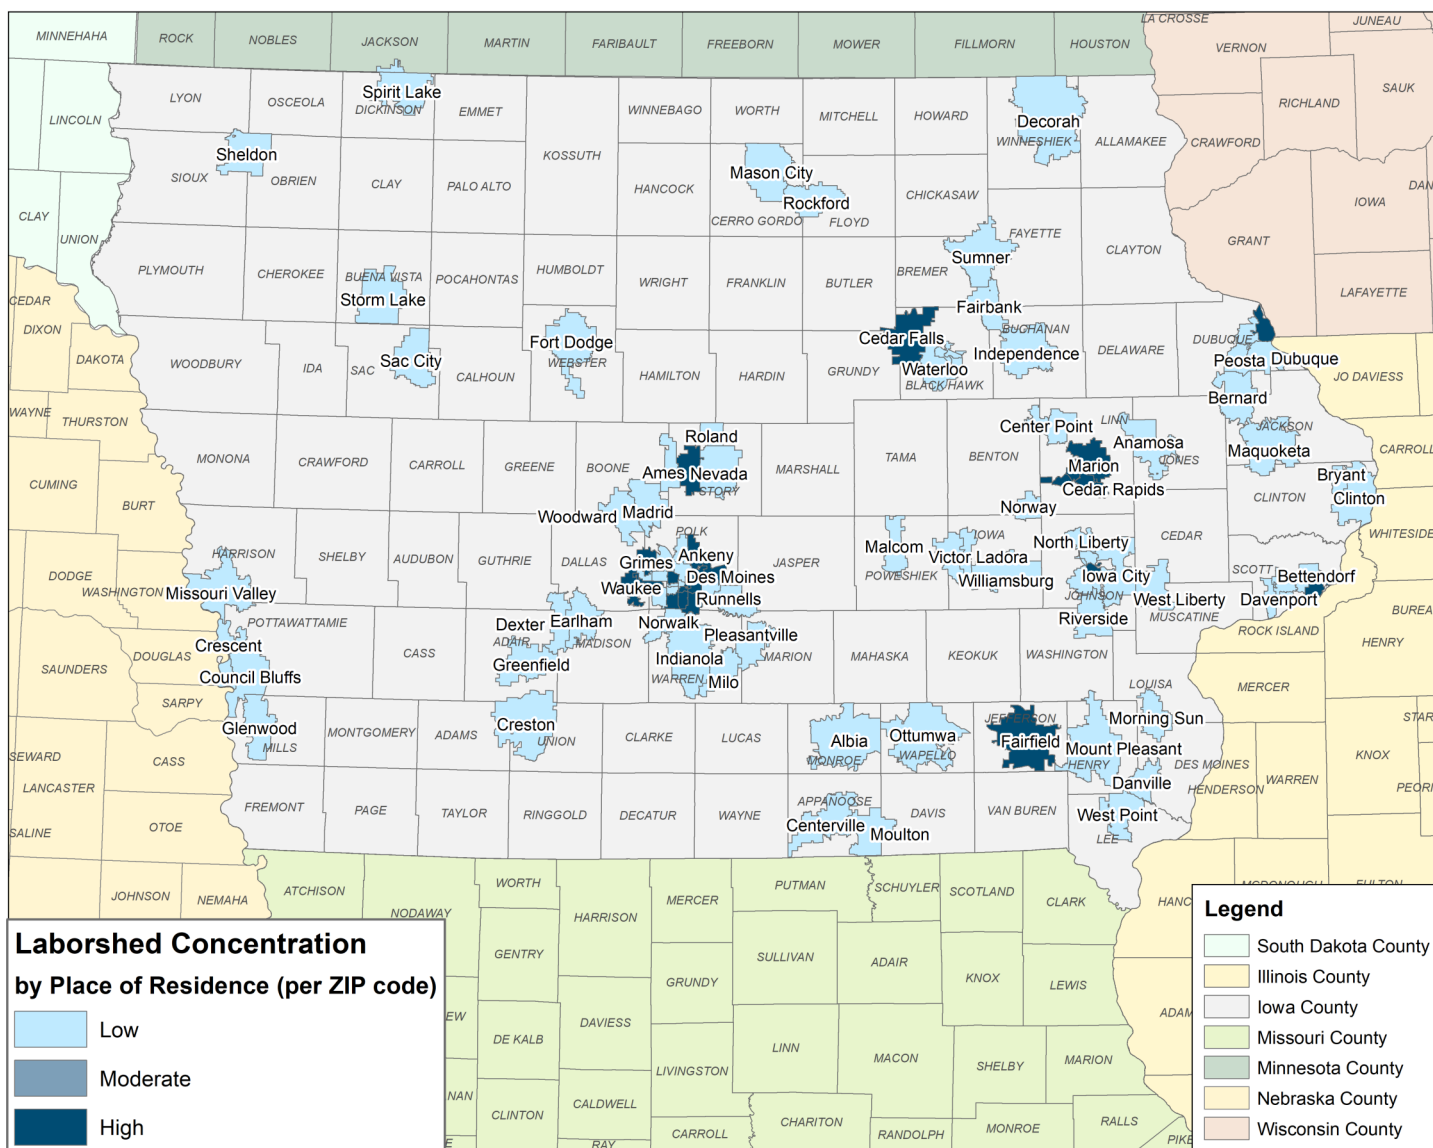 LA CROSSE
JUNEAU
MINNEHAHA
ROCK
NOBLES
JACKSON
MARTIN
FARIBAULT
FREEBORN
MOWER
FILLMORN
HOUSTON
VERNON
SAUK
RICHLAND
LYON
OSCEOLA
Spirit Lake
DICKINSON
EMMET
WINNEBAGO
WORTH
MITCHELL
HOWARD
Decorah
WINNESHIEK
ALLAMAKEE
CRAWFORD
LINCOLN
Sheldon
SIOUX
OBRIEN
CLAY
PALO ALTO
KOSSUTH
HANCOCK
Mason City
Rockford
CERRO GORDO
FLOYD
CHICKASAW
IOWA
DAN
CLAY
UNION
FAYETTE
CLAYTON
GRANT
Sumner
PLYMOUTH
CHEROKEE
BUENA VISTA
Storm Lake
POCAHONTAS
HUMBOLDT
WRIGHT
FRANKLIN
BUTLER
BREMER
Fairbank
LAFAYETTE
CEDAR
DIXON
DAKOTA
WOODBURY
IDA
SAC
Sac City
CALHOUN
Fort Dodge
WEBSTER
HAMILTON
HARDIN
GRUNDY
Cedar Falls
Waterloo
BLACK HAWK
BUCHANAN
Independence
DELAWARE
DUBUQUE
Peosta
Dubuque
JO DAVIESS
WAYNE
THURSTON
Bernard
Center Point
LINN
Anamosa
JONES
JACKSON
Maquoketa
CARROLL
Roland
MONONA
CRAWFORD
CARROLL
GREENE
BOONE
Ames
Nevada
STORY
MARSHALL
TAMA
BENTON
Marion
Cedar Rapids
Bryant
Clinton
CLINTON
CUMING
BURT
Norway
Woodward
Madrid
POLK
HARRISON
SHELBY
AUDUBON
GUTHRIE
DALLAS
Grimes
Ankeny
JASPER
Malcom
POWESHIEK
IOWA
Victor
Ladora
Williamsburg
North Liberty
CEDAR
WHITESIDE
DODGE
WASHINGTON
Missouri Valley
Waukee
Des Moines
Runnells
Iowa City
JOHNSON
West Liberty
SCOTT
Bettendorf
Davenport
MUSCATINE
BUREA
POTTAWATTAMIE
Dexter
Earlham
ADAIR
MADISON
Norwalk
Pleasantville
Riverside
ROCK ISLAND
HENRY
SAUNDERS
DOUGLAS
Crescent
Council Bluffs
CASS
Greenfield
Indianola
WARREN
Milo
MARION
MAHASKA
KEOKUK
WASHINGTON
LOUISA
MERCER
SARPY
Glenwood
MILLS
MONTGOMERY
ADAMS
Creston
UNION
CLARKE
LUCAS
Albia
MONROE
Ottumwa
WAPELLO
JEFFERSON
Fairfield
Morning Sun
Mount Pleasant
HENRY
DES MOINES
STAR
SEWARD
CASS
LANCASTER
KNOX
WARREN
HENDERSON
PEORI
Danville
FREMONT
PAGE
TAYLOR
RINGGOLD
DECATUR
WAYNE
APPANOOSE
Centerville
Moulton
DAVIS
VAN BUREN
West Point
LEE
SALINE
OTOE
JOHNSON
NEMAHA
ATCHISON
NODAWAY
WORTH
HARRISON
MERCER
PUTMAN
SCHUYLER
SCOTLAND
CLARK
HANC
MCDONOUGH
FULTON
GENTRY
GRUNDY
SULLIVAN
ADAIR
KNOX
LEWIS
ADAM
EW
DE KALB
DAVIESS
LIVINGSTON
LINN
MACON
SHELBY
MARION
NAN
CLINTON
CALDWELL
CARROLL
CHARITON
RANDOLPH
MONROE
RALLS
PIKE
RAY
E
Laborshed Concentration
by Place of Residence (per ZIP code)
Low
Moderate
High
Legend
South Dakota County
Illinois County
Iowa County
Missouri County
Minnesota County
Nebraska County
Wisconsin County